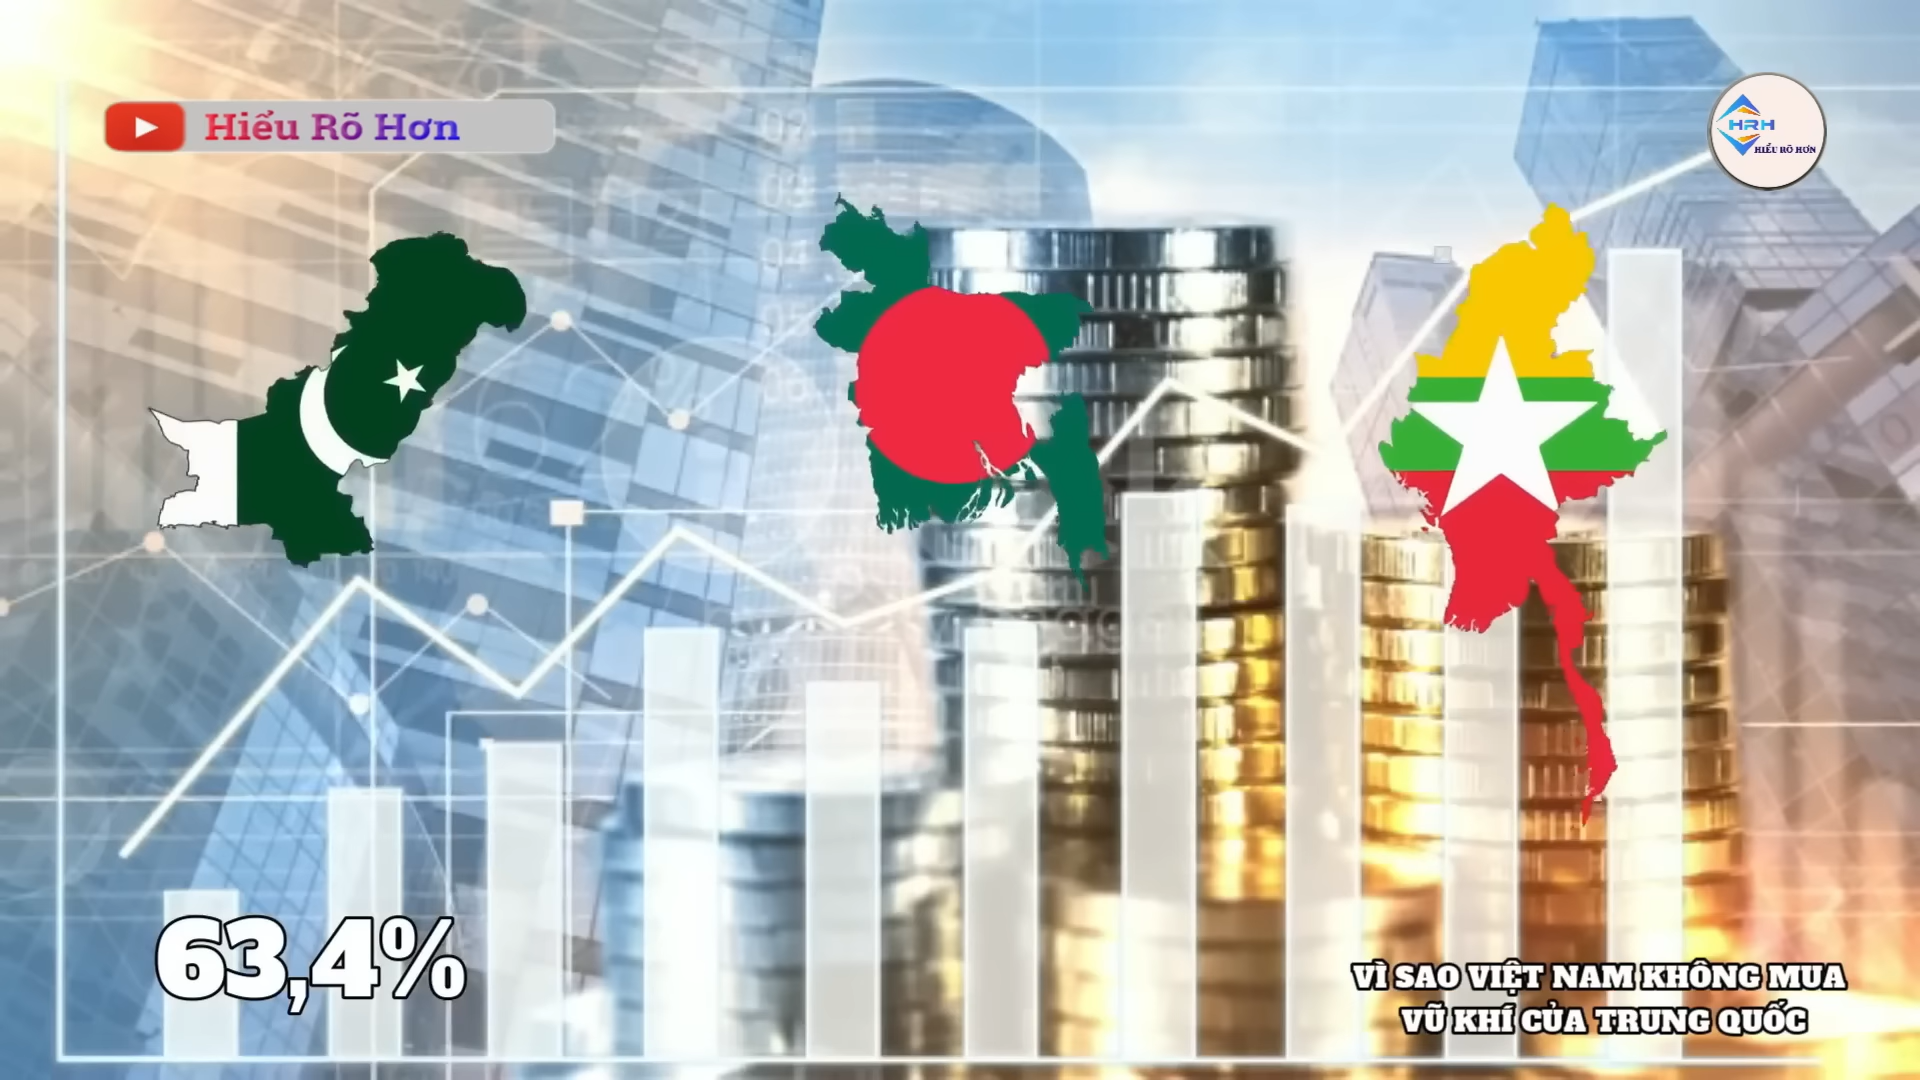 Hiểu Rõ Hơn
HRH
HIỂU RÕ HƠN
63,4%
VÌ SAO VIỆT NAM KHÔNG MUA
VŨ KHÍ CỦA TRUNG QUỐC